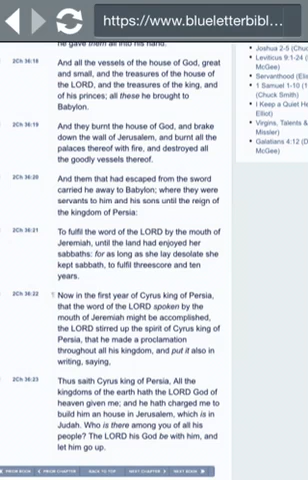 https://www.blueletterbibl...
he gave them all into his hand.
2Ch 36:18 And all the vessels of the house of God, great
and small, and the treasures of the house of
the LORD, and the treasures of the king, and
of his princes; all these he brought to
Babylon.
2Ch 36:19 And they burnt the house of God, and brake
down the wall of Jerusalem, and burnt all the
palaces thereof with fire, and destroyed all
the goodly vessels thereof.
2Ch 36:20 And them that had escaped from the sword
carried he away to Babylon; where they were
servants to him and his sons until the reign of
the kingdom of Persia:
2Ch 36:21 To fulfil the word of the LORD by the mouth of
Jeremiah, until the land had enjoyed her
sabbaths: for as long as she lay desolate she
kept sabbath, to fulfil threescore and ten
years.
2Ch 36:22 ¶ Now in the first year of Cyrus king of Persia,
that the word of the LORD spoken by the
mouth of Jeremiah might be accomplished,
the LORD stirred up the spirit of Cyrus king of
Persia, that he made a proclamation
throughout all his kingdom, and put it also in
writing, saying,
2Ch 36:23 Thus saith Cyrus king of Persia, All the
kingdoms of the earth hath the LORD God of
heaven given me; and he hath charged me to
build him an house in Jerusalem, which is in
Judah. Who is there among you of all his
people? The LORD his God be with him, and
let him go up.
PRIOR BOOK PRIOR CHAPTER BACK TO TOP NEXT CHAPTER NEXT BOOK
Joshua 2-5 (Chuc
Leviticus 9:1-24 (
McGee)
Servanthood (Elis
1 Samuel 1-10 (1
(Chuck Smith)
I Keep a Quiet He
Elliot)
Virgins, Talents &
Missler)
Galatians 4:12 (D
McGee)